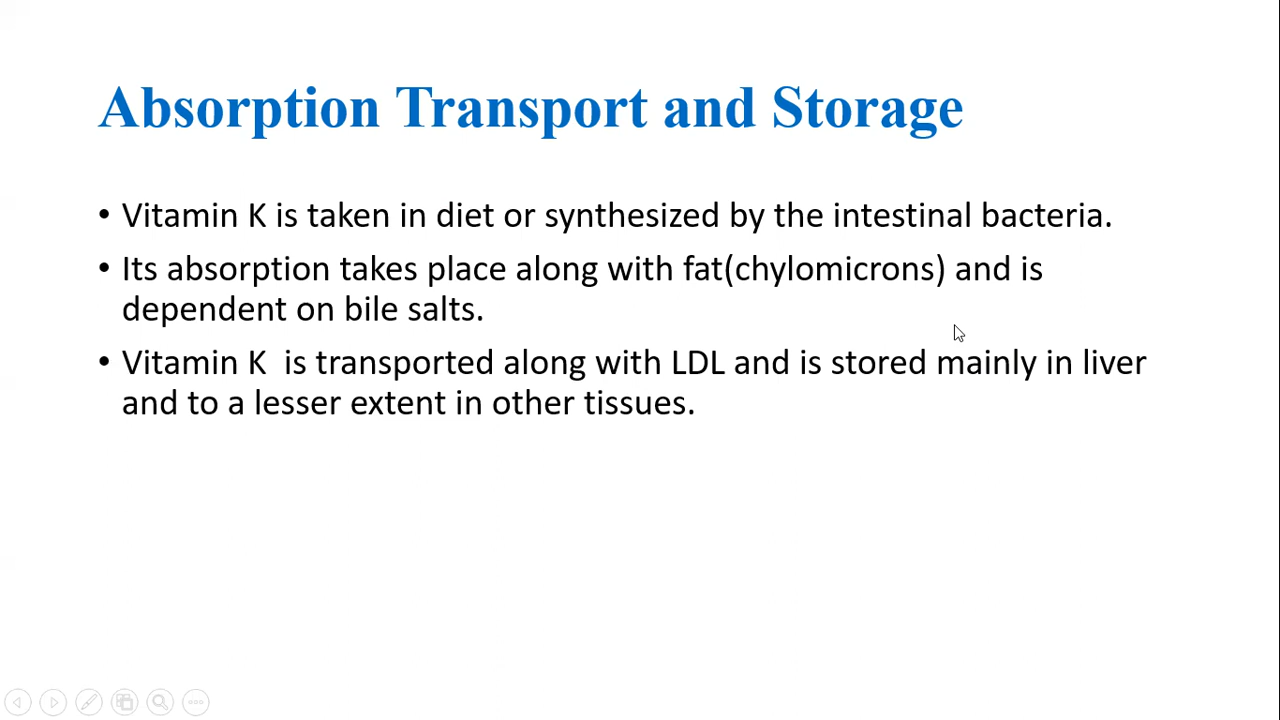 Absorption Transport and Storage
• Vitamin K is taken in diet or synthesized by the intestinal bacteria.
• Its absorption takes place along with fat(chylomicrons) and is
dependent on bile salts.
• Vitamin K  is transported along with LDL and is stored mainly in liver
and to a lesser extent in other tissues.